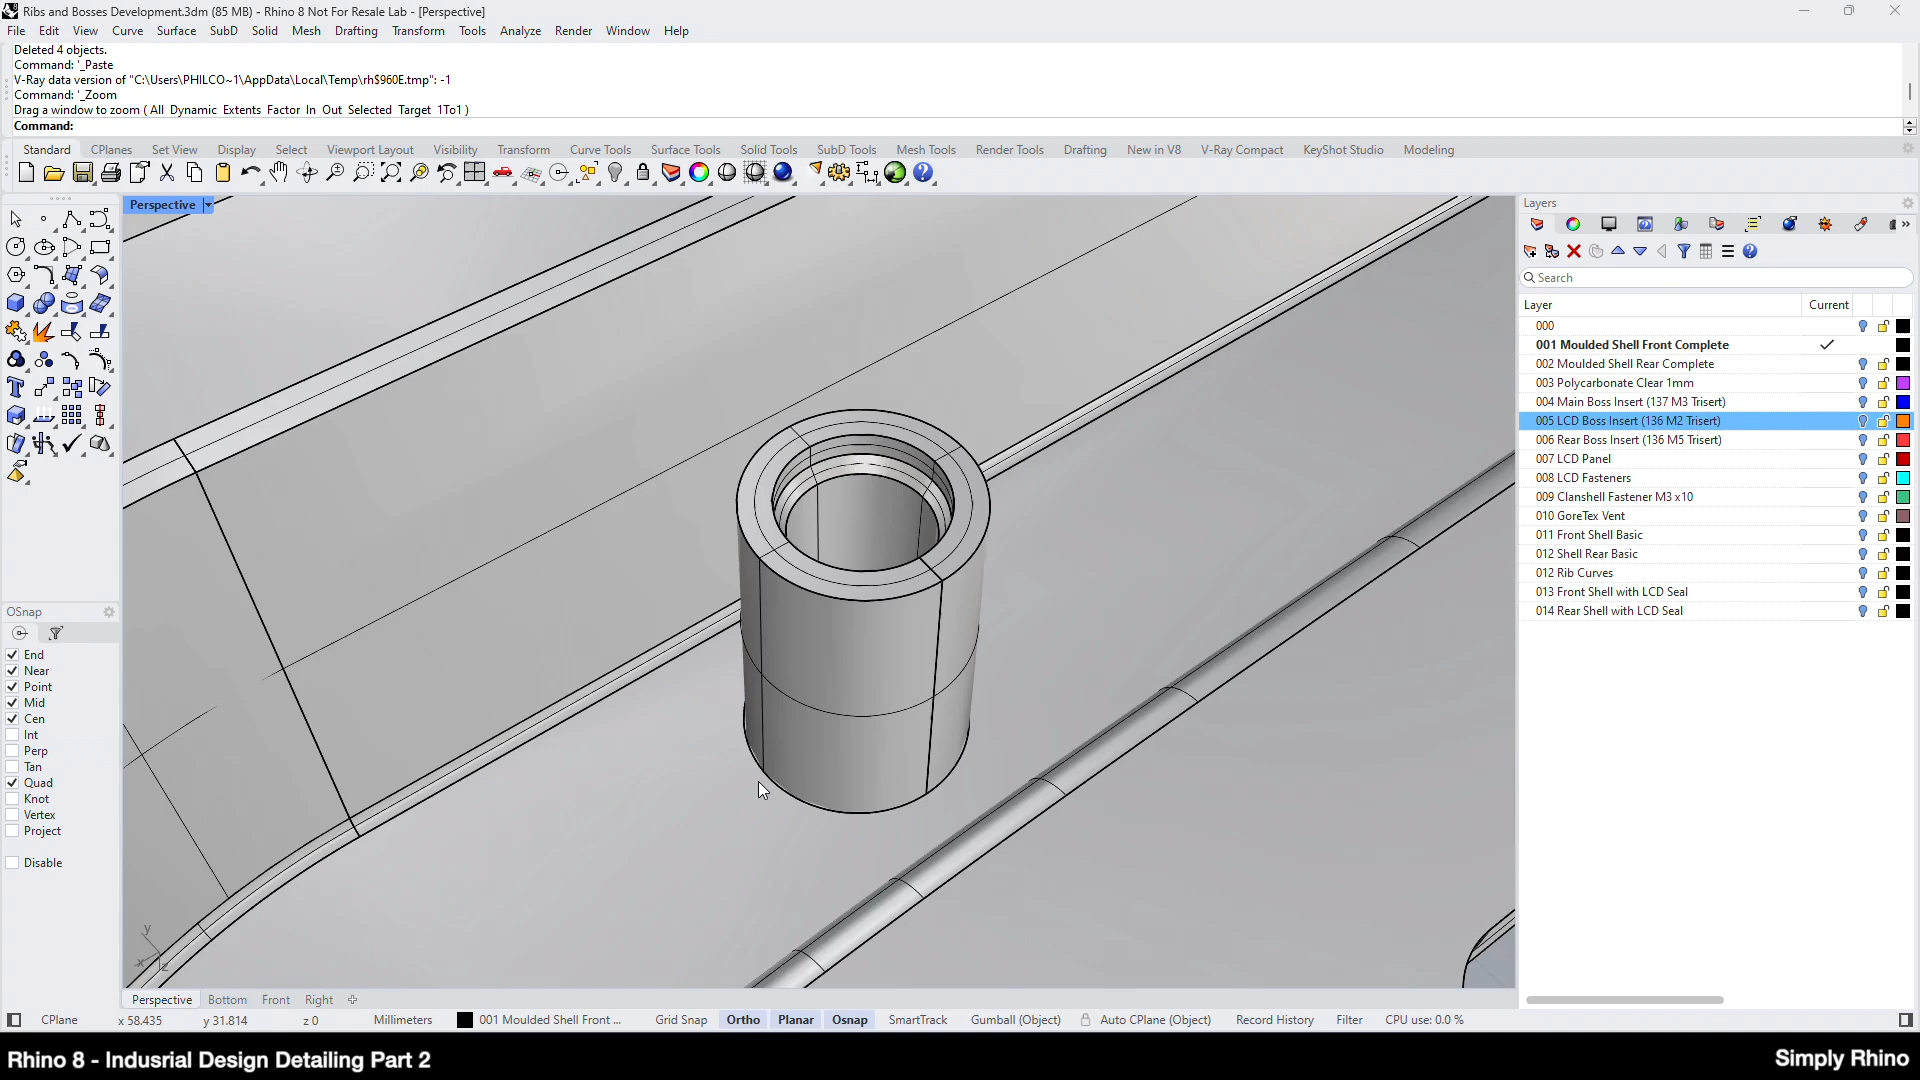 Ribs and Bosses Development.3dm (85 MB) - Rhino 8 Not For Resale Lab - [Perspective]
File Edit View Curve Surface SubD Solid Mesh Drafting Transform Tools Analyze Render Window Help
Deleted 4 objects.
Command: '_Paste
V-Ray data version of "C:\Users\PHILCO~1\AppData\Local\Temp\rh$960E.tmp": -1
Command: '_Zoom
Drag a window to zoom ( All Dynamic Extents Factor In Out Selected Target 1To1 )
Command:
Standard CPlanes Set View Display Select Viewport Layout Visibility Transform Curve Tools Surface Tools Solid Tools SubD Tools Mesh Tools Render Tools Drafting New in V8 V-Ray Compact KeyShot Studio Modeling
Perspective
Layers
Search
Layer Current
000
001 Moulded Shell Front Complete
002 Moulded Shell Rear Complete
003 Polycarbonate Clear 1mm
004 Main Boss Insert (137 M3 Trisert)
005 LCD Boss Insert (136 M2 Trisert)
006 Rear Boss Insert (136 M5 Trisert)
007 LCD Panel
008 LCD Fasteners
009 Clanshell Fastener M3 x10
010 GoreTex Vent
011 Front Shell Basic
012 Shell Rear Basic
012 Rib Curves
013 Front Shell with LCD Seal
014 Rear Shell with LCD Seal
OSnap
End
Near
Point
Mid
Cen
Int
Perp
Tan
Quad
Knot
Vertex
Project
Disable
y
x
z
Perspective Bottom Front Right
CPlane x 58.435 y 31.814 z 0 Millimeters 001 Moulded Shell Front ... Grid Snap Ortho Planar Osnap SmartTrack Gumball (Object) Auto CPlane (Object) Record History Filter CPU use: 0.0 %
Rhino 8 - Indusrial Design Detailing Part 2
Simply Rhino